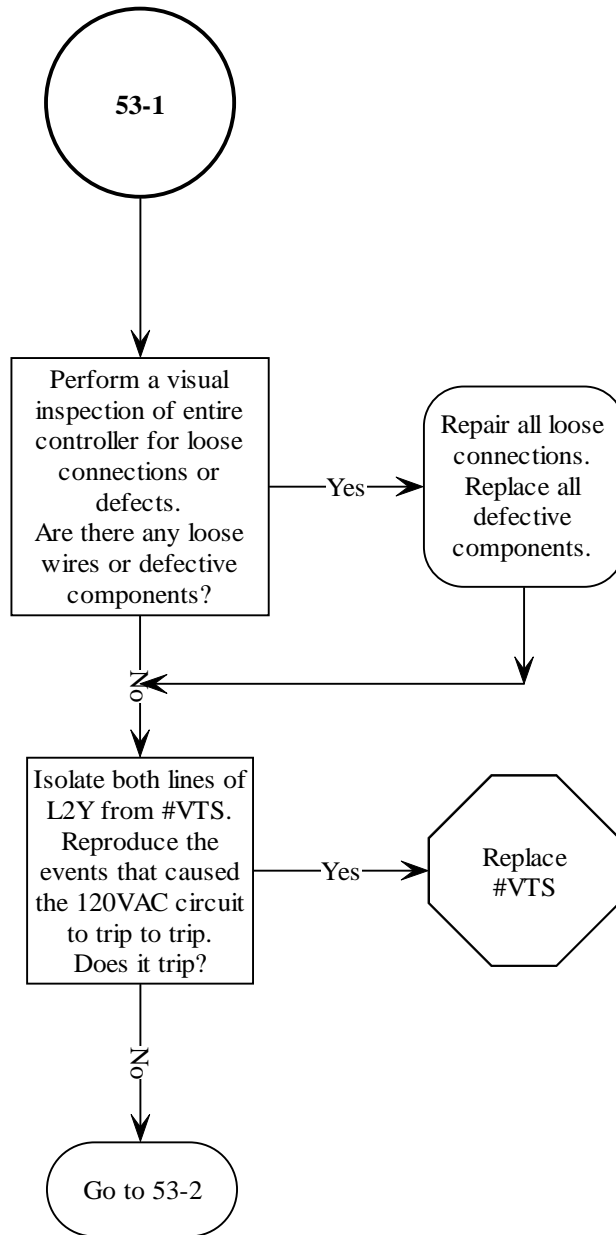 53-1
Perform a visual
inspection of entire
controller for loose
connections or
defects.
Are there any loose
wires or defective
components?
Yes
Repair all loose
connections.
Replace all
defective
components.
No
Isolate both lines of
L2Y from #VTS.
Reproduce the
events that caused
the 120VAC circuit
to trip to trip.
Does it trip?
Yes
Replace
#VTS
No
Go to 53-2